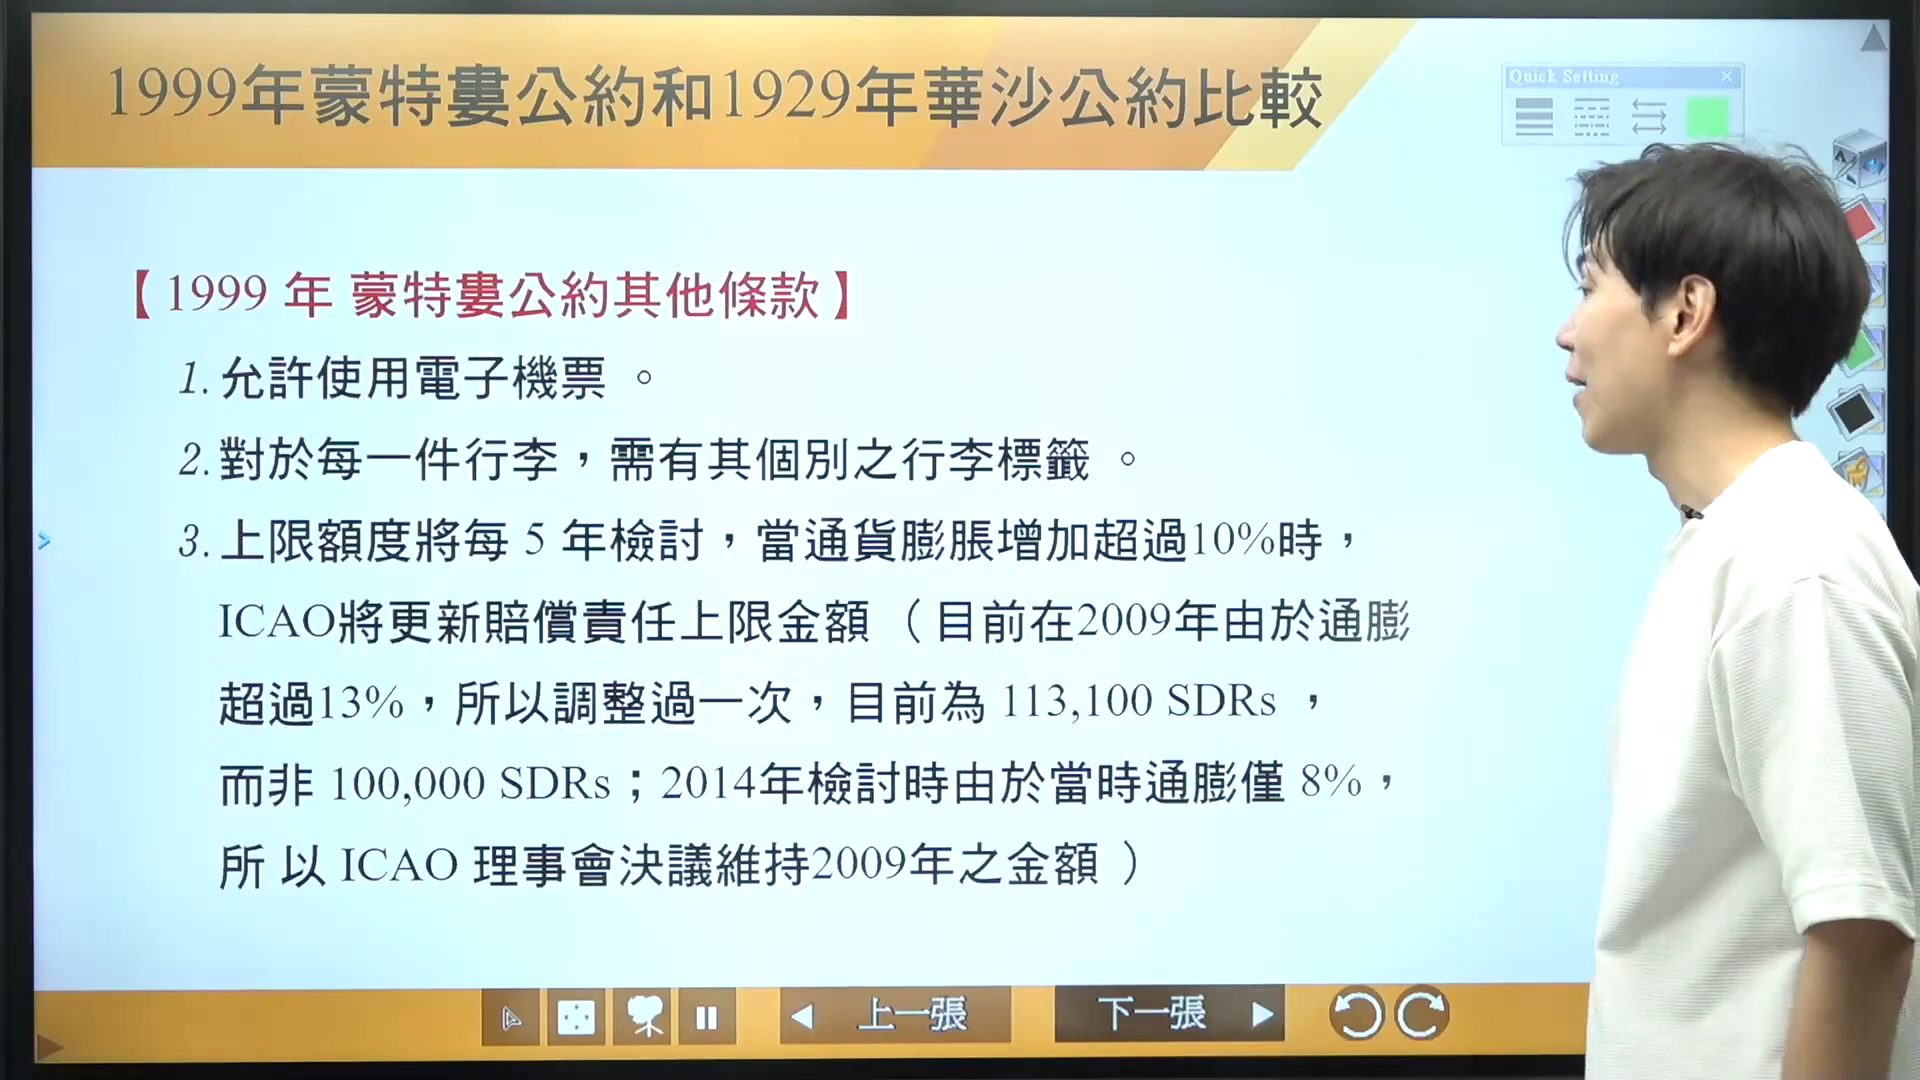 1999年蒙特婁公約和1929年華沙公約比較
Quick Setting
【1999 年 蒙特婁公約其他條款】
1. 允許使用電子機票 。
2. 對於每一件行李，需有其個別之行李標籤 。
3. 上限額度將每 5 年檢討，當通貨膨脹增加超過10%時，
ICAO將更新賠償責任上限金額（目前在2009年由於通膨
超過13%，所以調整過一次，目前為 113,100 SDRs ，
而非 100,000 SDRs；2014年檢討時由於當時通膨僅 8%，
所 以 ICAO 理事會決議維持2009年之金額 ）
上一張
下一張